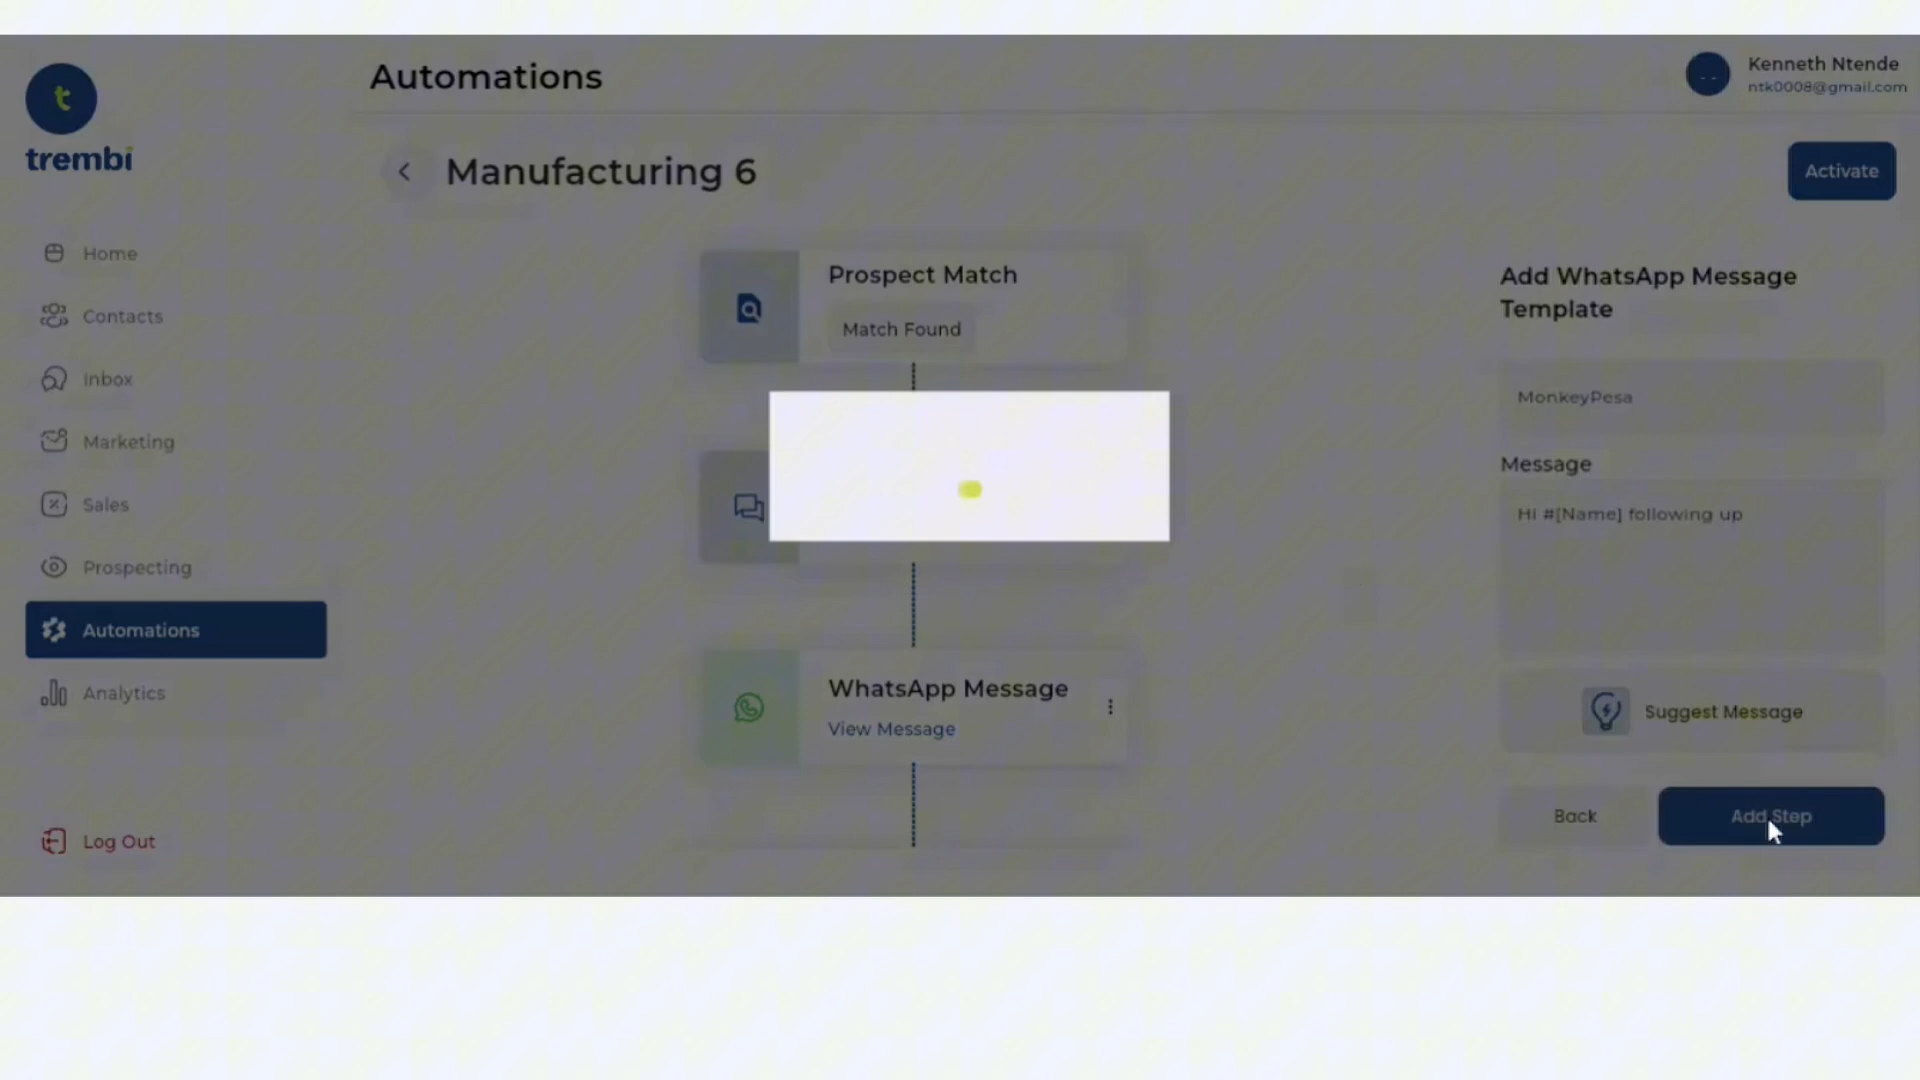 Automations
Kenneth Ntende
ntk0008@gmail.com
t
trembi
Manufacturing 6
Activate
Home
Contacts
Inbox
Marketing
Sales
Prospecting
Automations
Analytics
Log Out
Prospect Match
Match Found
WhatsApp Message
View Message
Add WhatsApp Message
Template
MonkeyPesa
Message
Hi #[Name] following up
Suggest Message
Back
Add Step